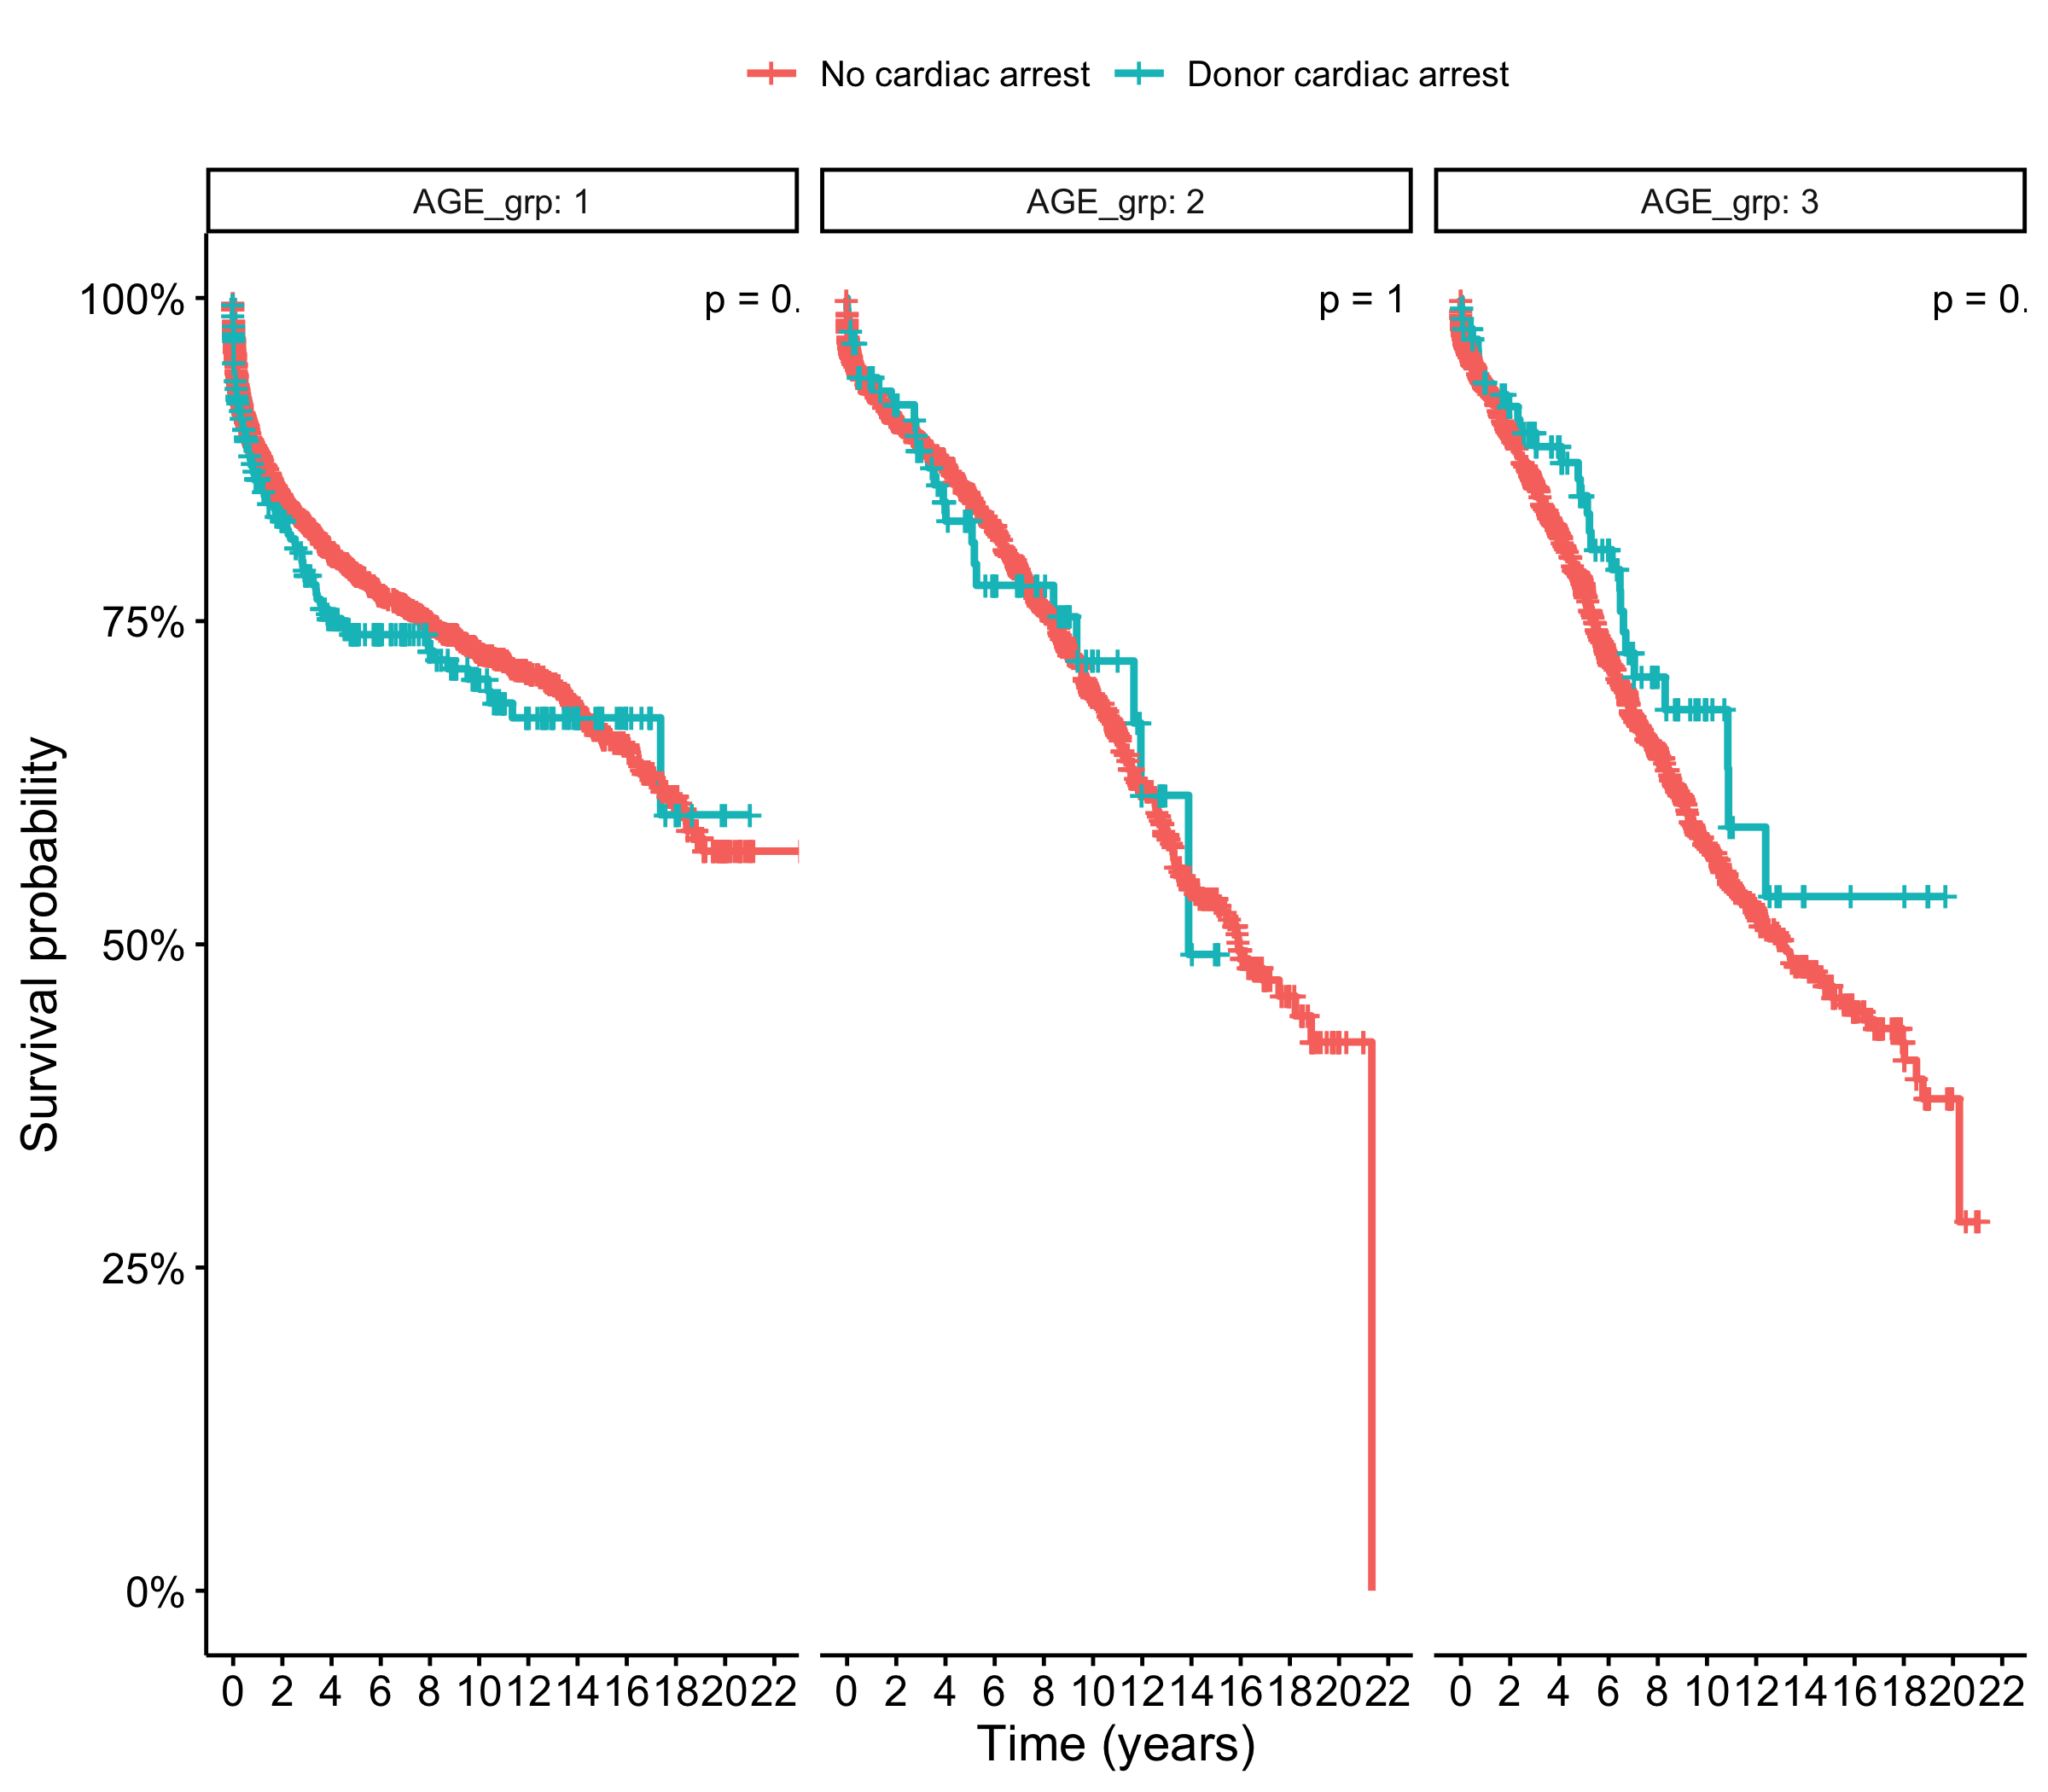 No cardiac arrest Donor cardiac arrest
AGE_grp: 1 AGE_grp: 2 AGE_grp: 3
p = 0. p = 1 p = 0.
100%
75%
50%
25%
0%
Survival probability
0 2 4 6 8 10 12 14 16 18 20 22 0 2 4 6 8 10 12 14 16 18 20 22 0 2 4 6 8 10 12 14 16 18 20 22
Time (years)